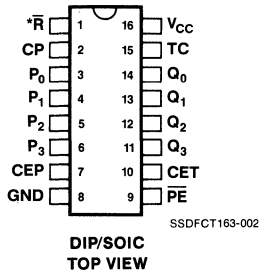 *R̅ 1 16 VCC
CP 2 15 TC
P0 3 14 Q0
P1 4 13 Q1
P2 5 12 Q2
P3 6 11 Q3
CEP 7 10 CET
GND 8 9 P̅E̅
SSDFCT163-002
DIP/SOIC
TOP VIEW